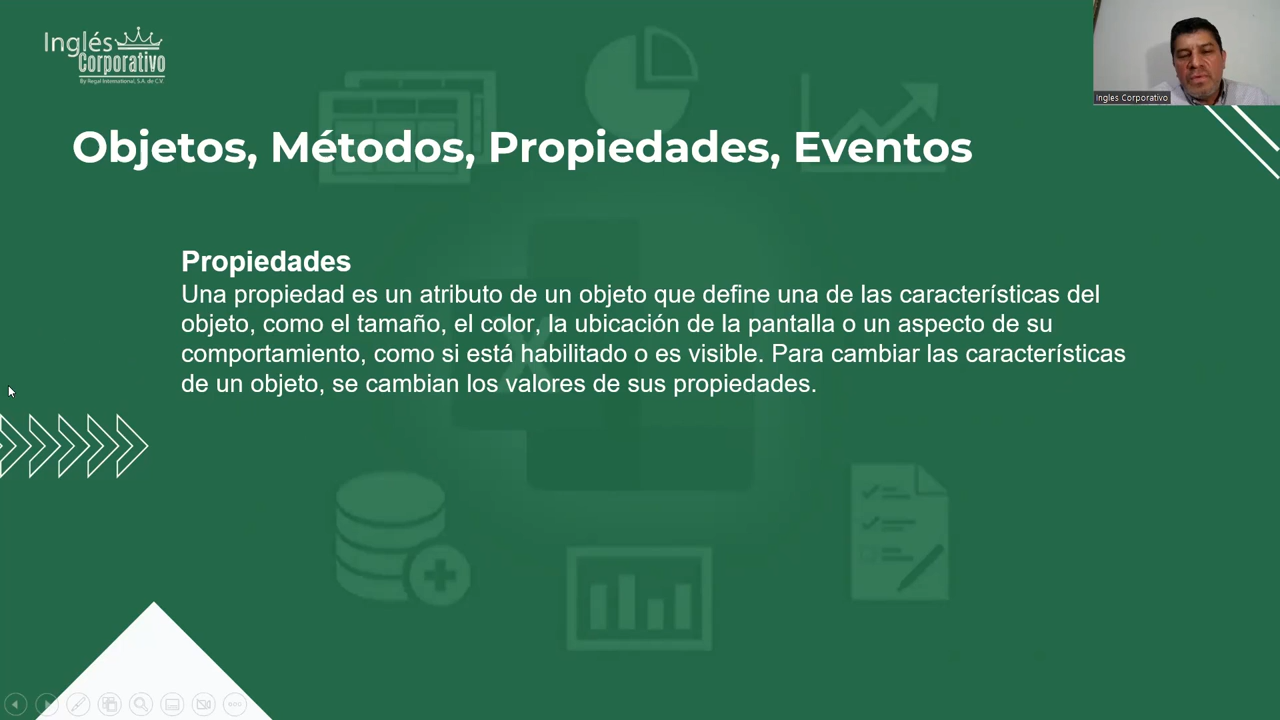 Inglés
Corporativo
By Regal International, S.A. de C.V.
Ingles Corporativo
Objetos, Métodos, Propiedades, Eventos
Propiedades
Una propiedad es un atributo de un objeto que define una de las características del
objeto, como el tamaño, el color, la ubicación de la pantalla o un aspecto de su
comportamiento, como si está habilitado o es visible. Para cambiar las características
de un objeto, se cambian los valores de sus propiedades.